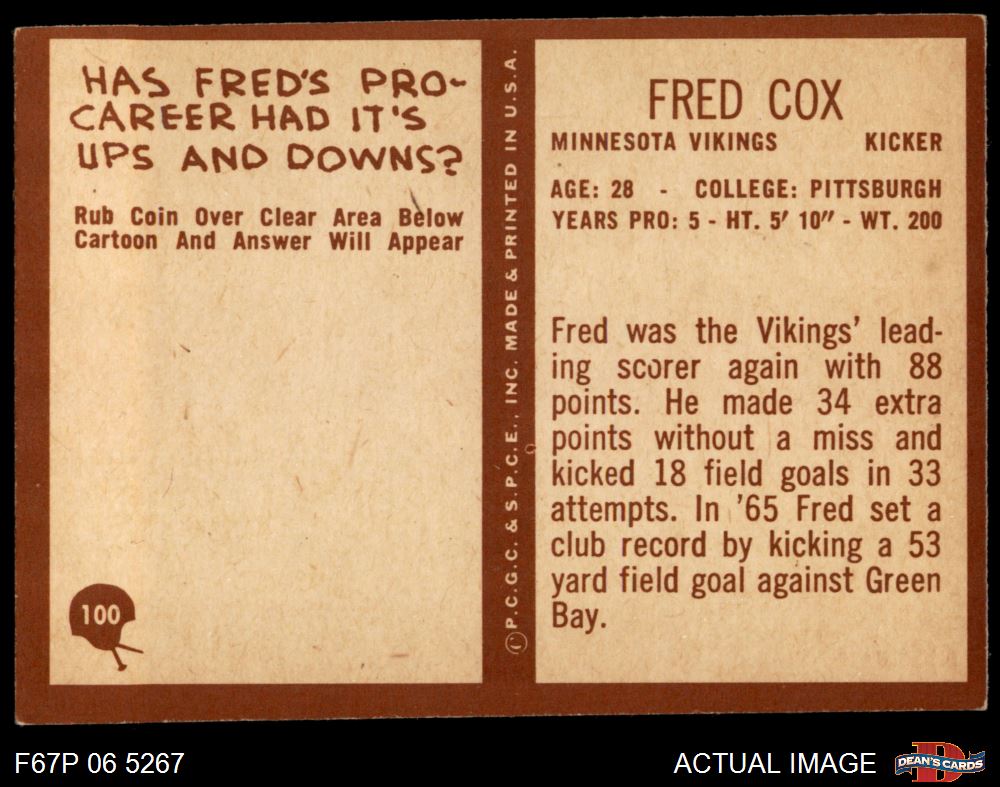 HAS FRED'S PRO-
CAREER HAD IT'S
UPS AND DOWNS?
Rub Coin Over Clear Area Below
Cartoon And Answer Will Appear
100
© P.C.G.C. & S.P.C.E., INC. MADE & PRINTED IN U.S.A.
FRED COX
MINNESOTA VIKINGS KICKER
AGE: 28 - COLLEGE: PITTSBURGH
YEARS PRO: 5 - HT. 5' 10" - WT. 200
Fred was the Vikings' lead-
ing scorer again with 88
points. He made 34 extra
points without a miss and
kicked 18 field goals in 33
attempts. In '65 Fred set a
club record by kicking a 53
yard field goal against Green
Bay.
F67P 06 5267
ACTUAL IMAGE
D
DEAN'S CARDS